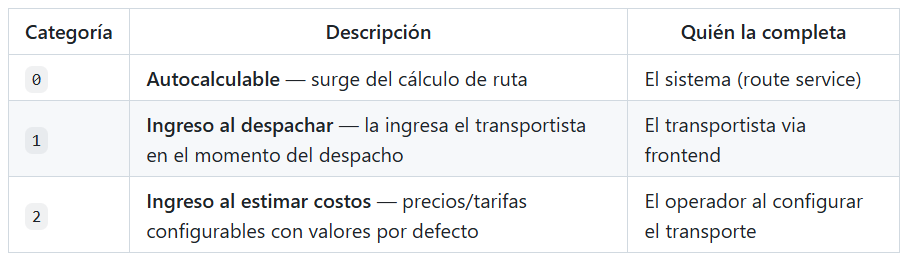 Categoría Descripción Quién la completa
0 Autocalculable — surge del cálculo de ruta El sistema (route service)
1 Ingreso al despachar — la ingresa el transportista en el momento del despacho El transportista via frontend
2 Ingreso al estimar costos — precios/tarifas configurables con valores por defecto El operador al configurar el transporte